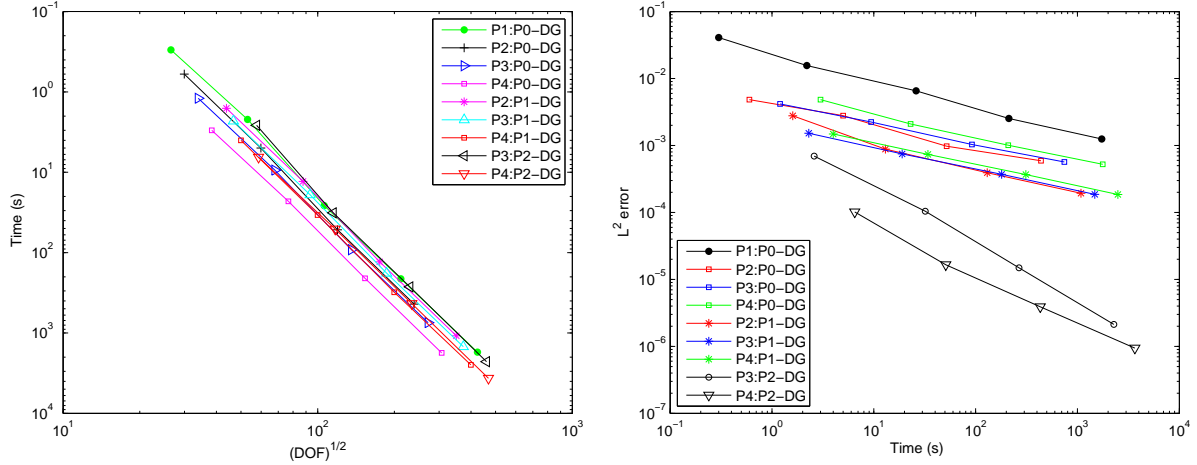 10^0
10^1
10^2
10^3
10^4
Time (s)
10^1
10^2
10^3
(DOF)^1/2
P1:P0−DG
P2:P0−DG
P3:P0−DG
P4:P0−DG
P2:P1−DG
P3:P1−DG
P4:P1−DG
P3:P2−DG
P4:P2−DG
10^−1
10^−2
10^−3
10^−4
10^−5
10^−6
10^−7
L^2 error
10^−1
10^0
10^1
10^2
10^3
10^4
Time (s)
P1:P0−DG
P2:P0−DG
P3:P0−DG
P4:P0−DG
P2:P1−DG
P3:P1−DG
P4:P1−DG
P3:P2−DG
P4:P2−DG